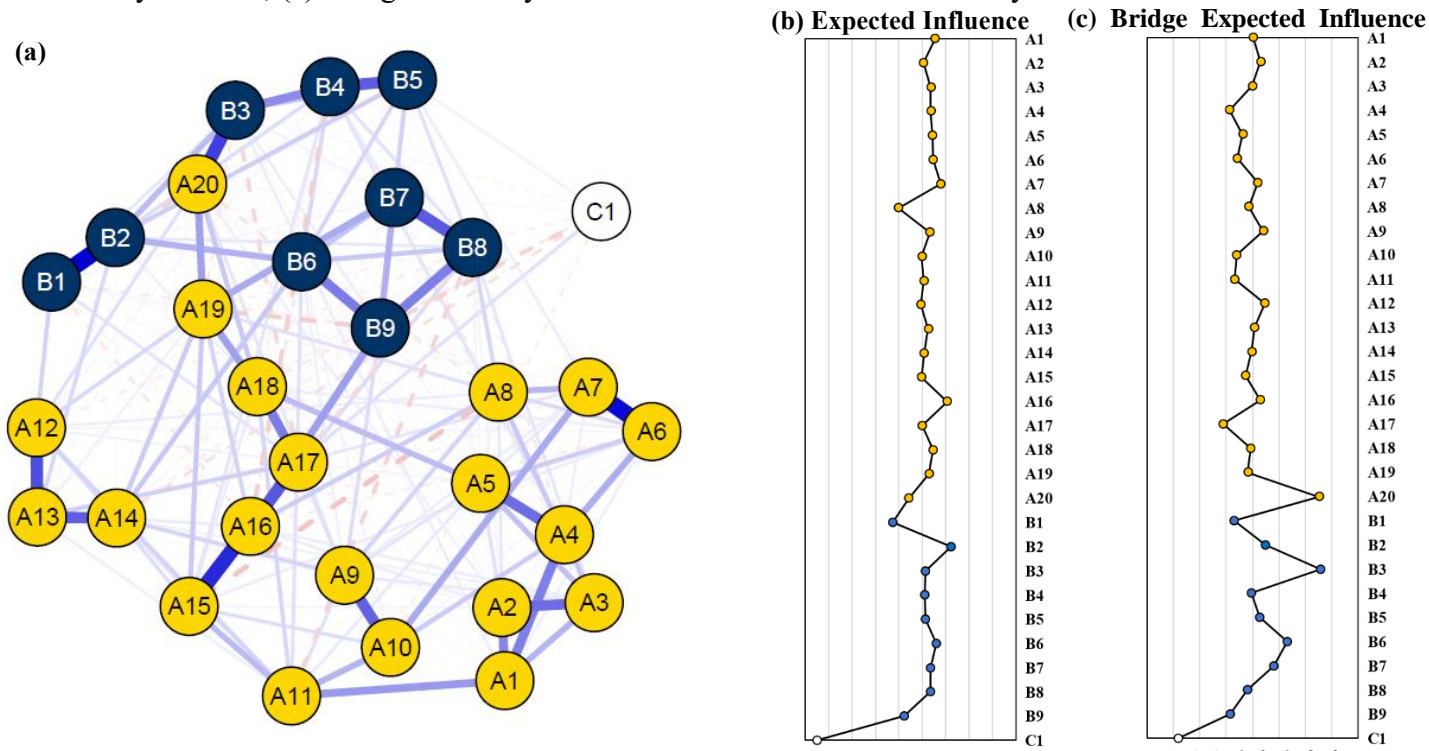 (b) Expected Influence
(c) Bridge Expected Influence
(a)
B4
B5
B3
A20
B7
C1
B2
B8
B6
B1
A19
B9
A18
A8
A7
A12
A6
A17
A5
A13
A14
A16
A4
A9
A15
A2
A3
A10
A1
A11
A1
A2
A3
A4
A5
A6
A7
A8
A9
A10
A11
A12
A13
A14
A15
A16
A17
A18
A19
A20
B1
B2
B3
B4
B5
B6
B7
B8
B9
C1
A1
A2
A3
A4
A5
A6
A7
A8
A9
A10
A11
A12
A13
A14
A15
A16
A17
A18
A19
A20
B1
B2
B3
B4
B5
B6
B7
B8
B9
C1